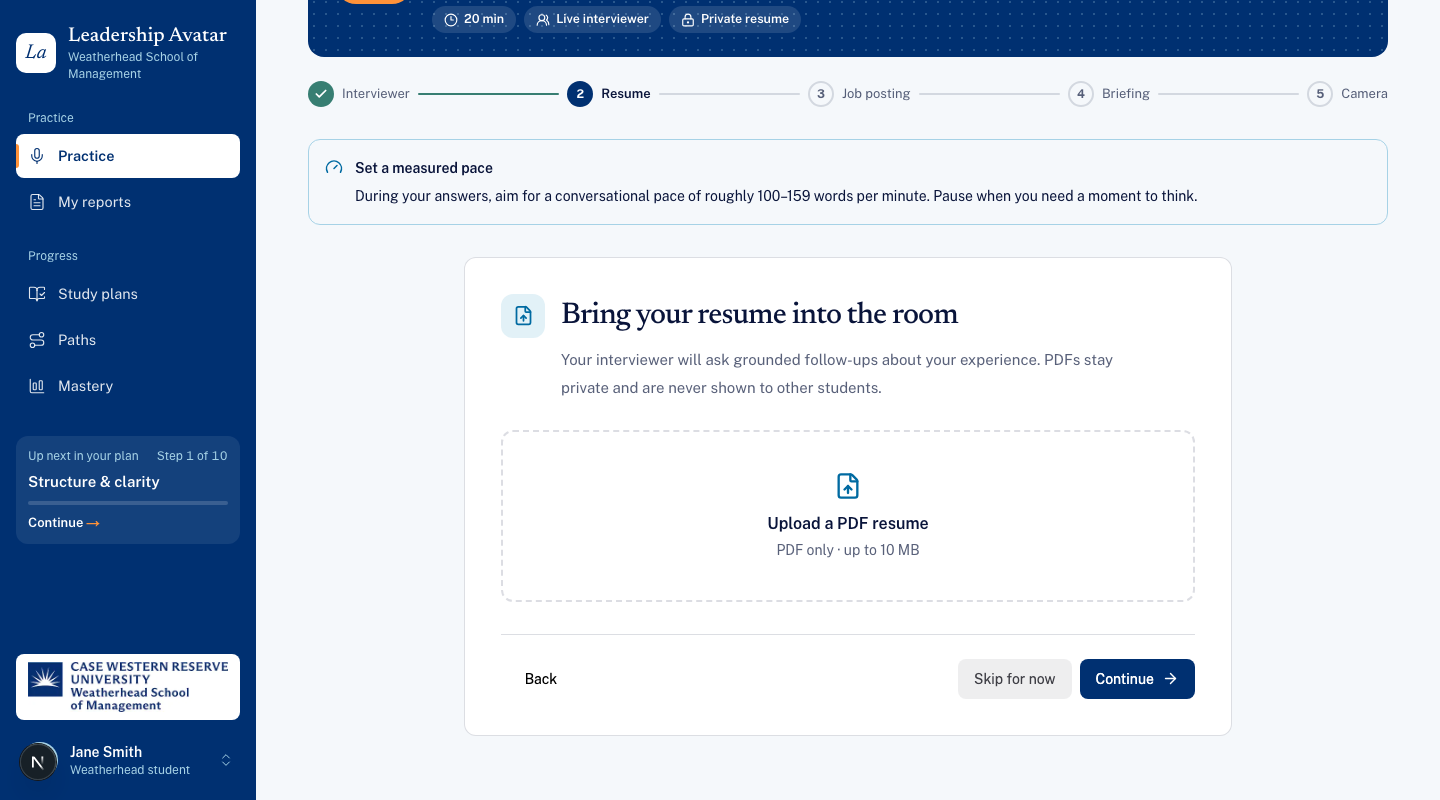 La
Leadership Avatar
Weatherhead School of
Management
Practice
Practice
My reports
Progress
Study plans
Paths
Mastery
Up next in your plan
Step 1 of 10
Structure & clarity
Continue →
CASE WESTERN RESERVE
UNIVERSITY
Weatherhead School
of Management
N
Jane Smith
Weatherhead student
20 min
Live interviewer
Private resume
Interviewer
2 Resume
3 Job posting
4 Briefing
5 Camera
Set a measured pace
During your answers, aim for a conversational pace of roughly 100–159 words per minute. Pause when you need a moment to think.
Bring your resume into the room
Your interviewer will ask grounded follow-ups about your experience. PDFs stay
private and are never shown to other students.
Upload a PDF resume
PDF only · up to 10 MB
Back
Skip for now
Continue →